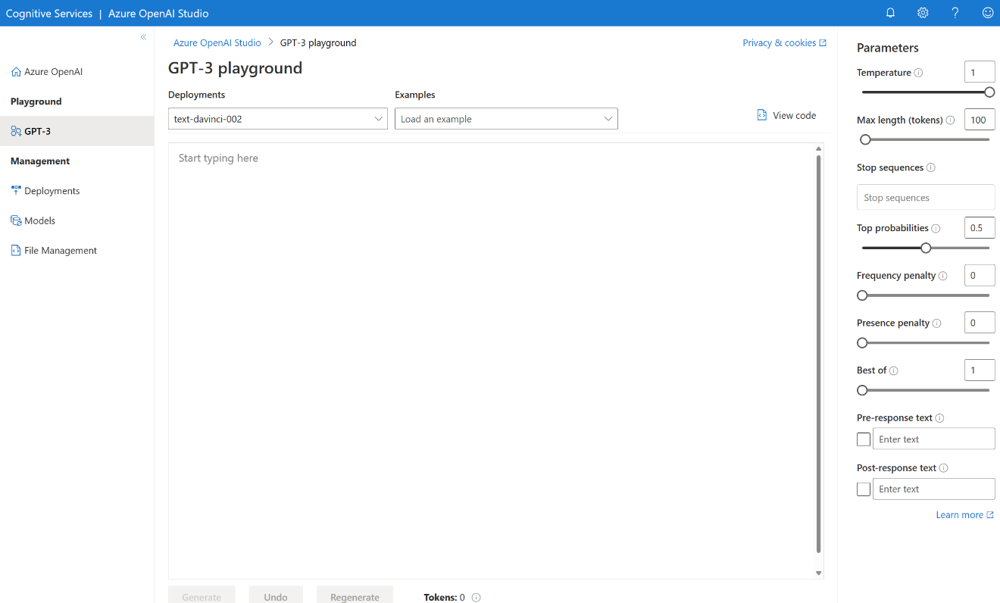 Cognitive Services | Azure OpenAI Studio
Azure OpenAI
Playground
GPT-3
Management
Deployments
Models
File Management
Azure OpenAI Studio > GPT-3 playground
Privacy & cookies
GPT-3 playground
Deployments
Examples
text-davinci-002
Load an example
View code
Start typing here
Generate
Undo
Regenerate
Tokens: 0
Parameters
Temperature
1
Max length (tokens)
100
Stop sequences
Stop sequences
Top probabilities
0.5
Frequency penalty
0
Presence penalty
0
Best of
1
Pre-response text
Enter text
Post-response text
Enter text
Learn more